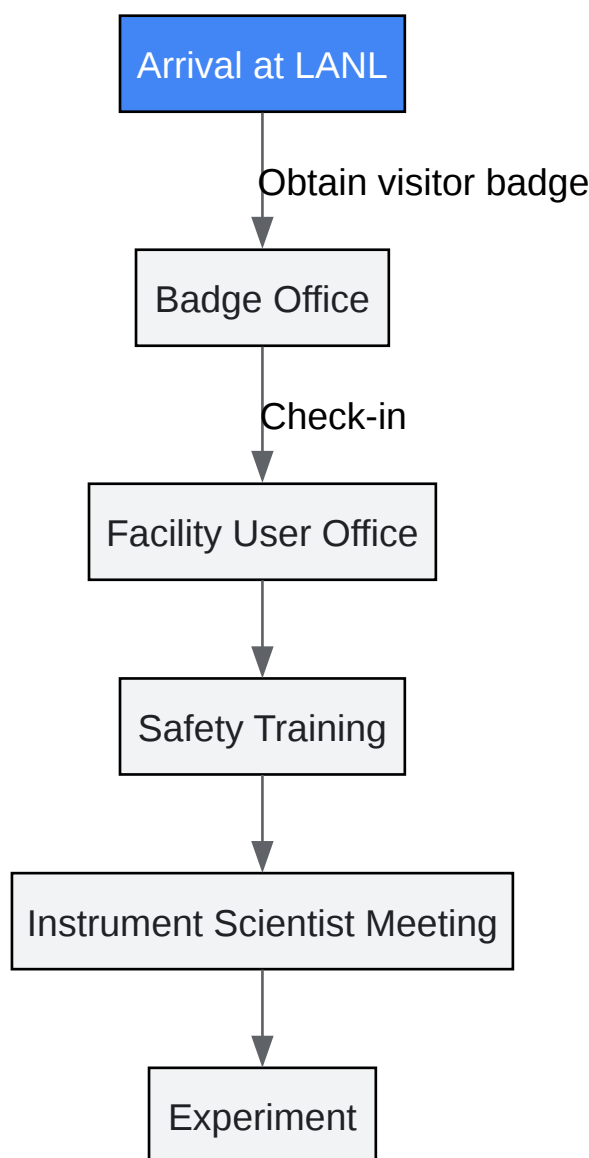 Arrival at LANL
Obtain visitor badge
Badge Office
Check-in
Facility User Office
Safety Training
Instrument Scientist Meeting
Experiment